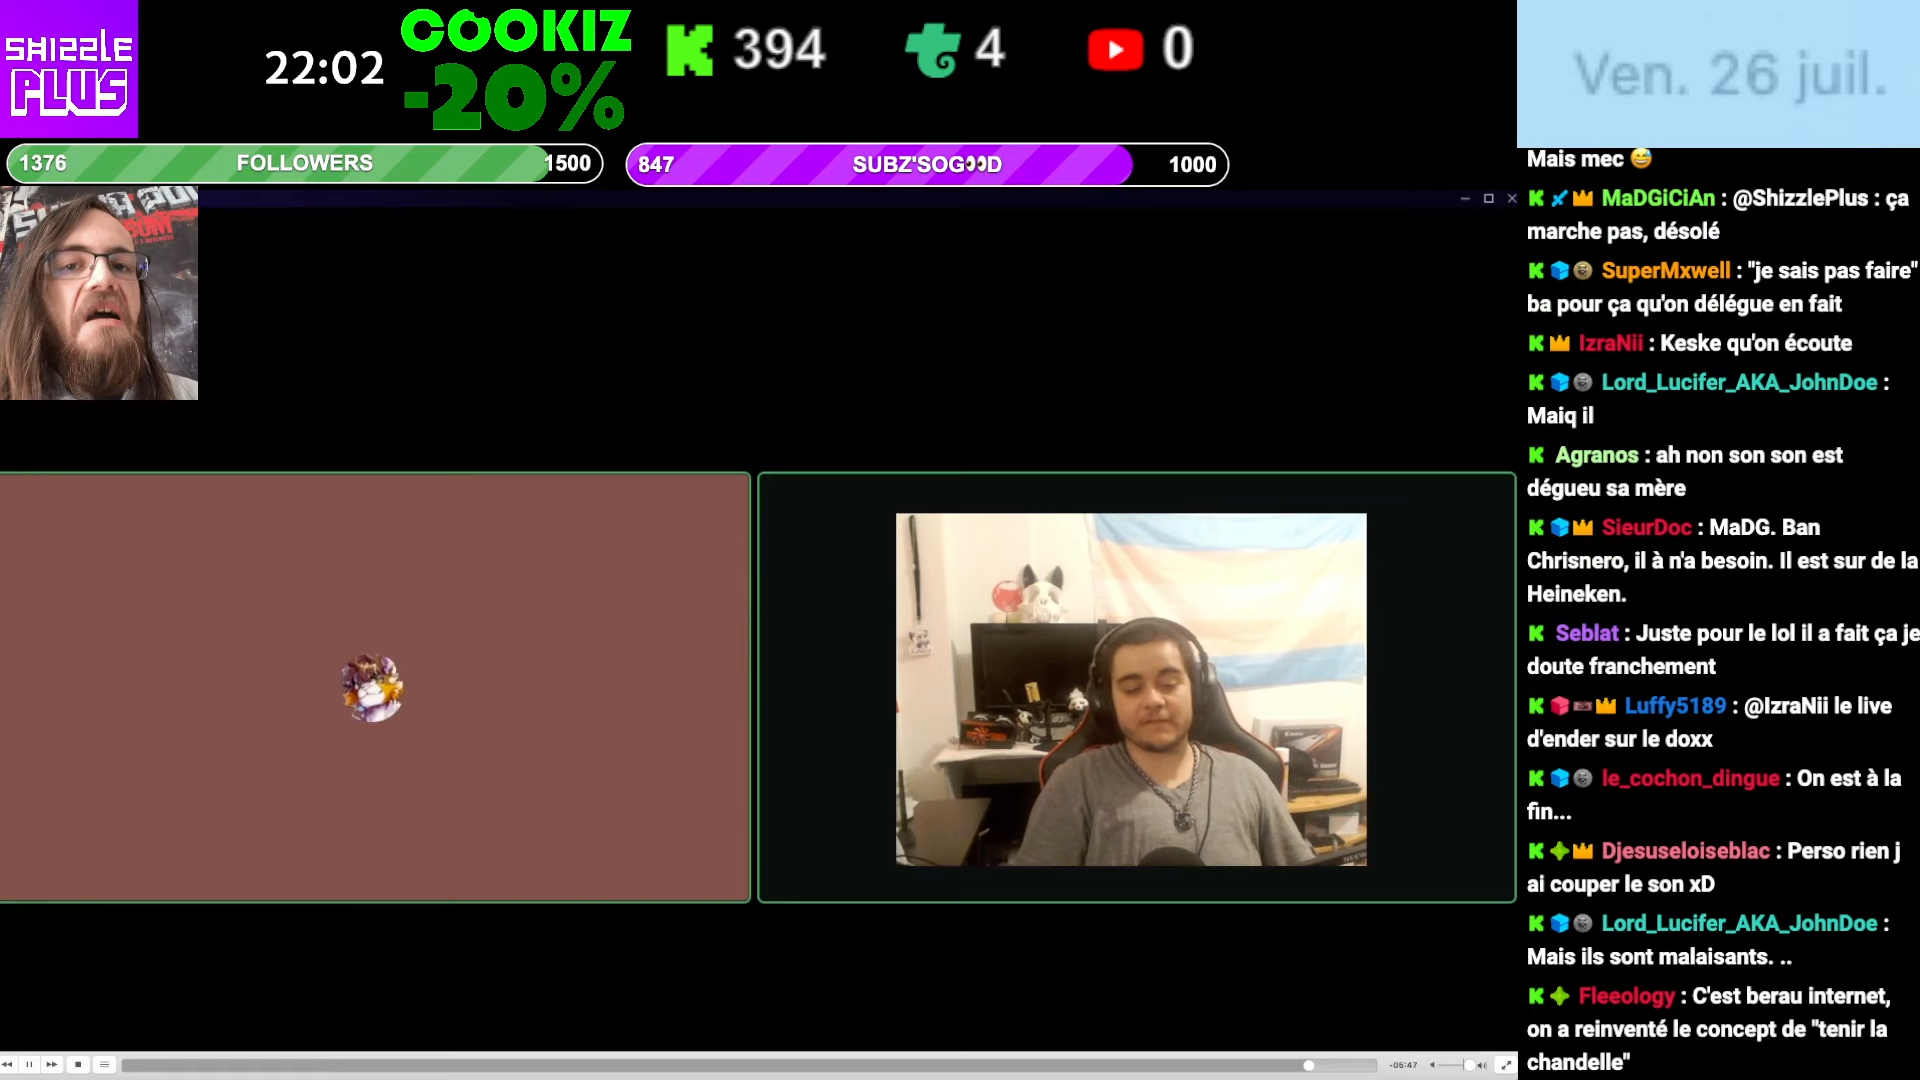 SHIZZLE
PLUS
22:02
COOKIZ
-20%
394
4
0
Ven. 26 juil.
1376 FOLLOWERS 1500
847 SUBZ'SOG👀D 1000
Mais mec 😅
MaDGiCiAn : @ShizzlePlus : ça
marche pas, désolé
SuperMxwell : "je sais pas faire"
ba pour ça qu'on délégue en fait
IzraNii : Keske qu'on écoute
Lord_Lucifer_AKA_JohnDoe :
Maiq il
Agranos : ah non son son est
dégueu sa mère
SieurDoc : MaDG. Ban
Chrisnero, il à n'a besoin. Il est sur de la
Heineken.
Seblat : Juste pour le lol il a fait ça je
doute franchement
Luffy5189 : @IzraNii le live
d'ender sur le doxx
le_cochon_dingue : On est à la
fin...
Djesuseloiseblac : Perso rien j
ai couper le son xD
Lord_Lucifer_AKA_JohnDoe :
Mais ils sont malaisants. ..
Fleeology : C'est berau internet,
on a reinventé le concept de "tenir la
chandelle"
-05:47